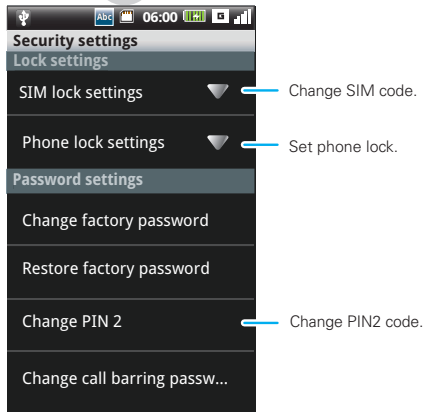 Abc 06:00 G
Security settings
Lock settings
SIM lock settings
Change SIM code.
Phone lock settings
Set phone lock.
Password settings
Change factory password
Restore factory password
Change PIN 2
Change PIN2 code.
Change call barring passw...